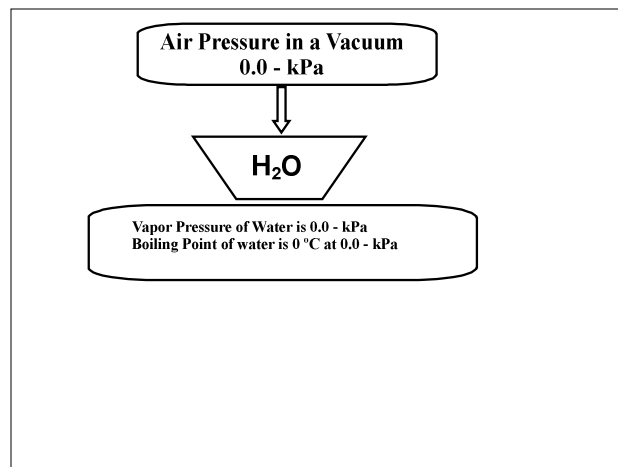 Air Pressure in a Vacuum
0.0 - kPa
H₂O
Vapor Pressure of Water is 0.0 - kPa
Boiling Point of water is 0 ºC at 0.0 - kPa